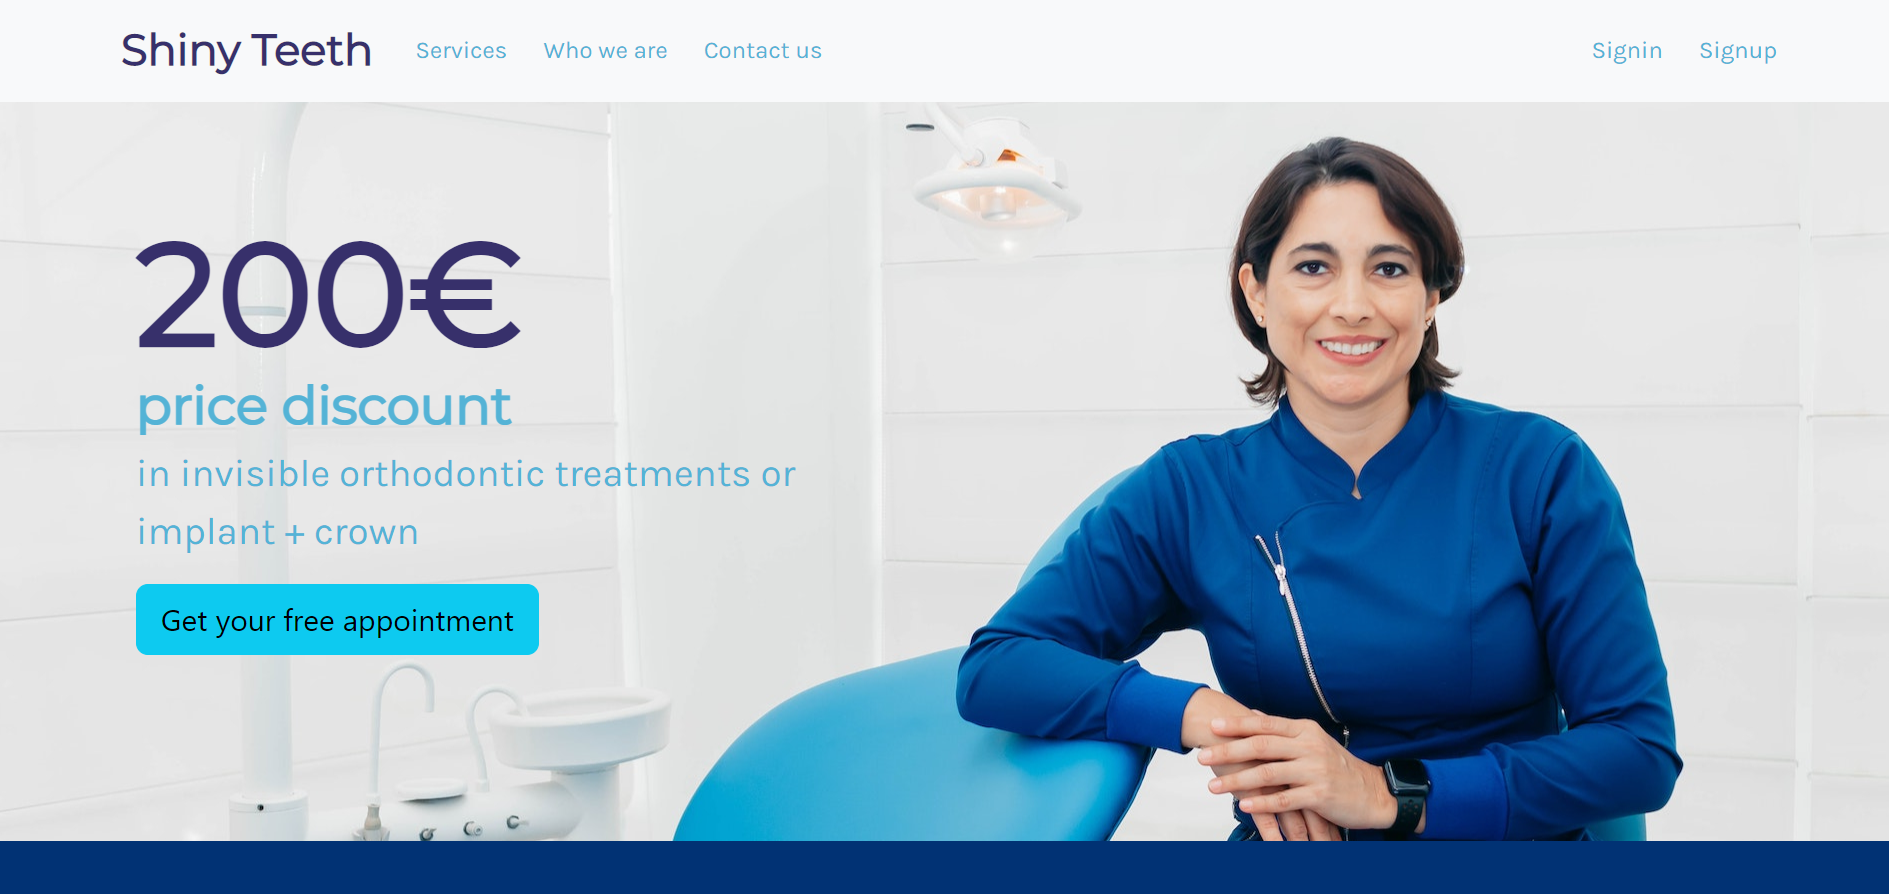 Shiny Teeth
Services
Who we are
Contact us
Signin
Signup
200€
price discount
in invisible orthodontic treatments or
implant + crown
Get your free appointment